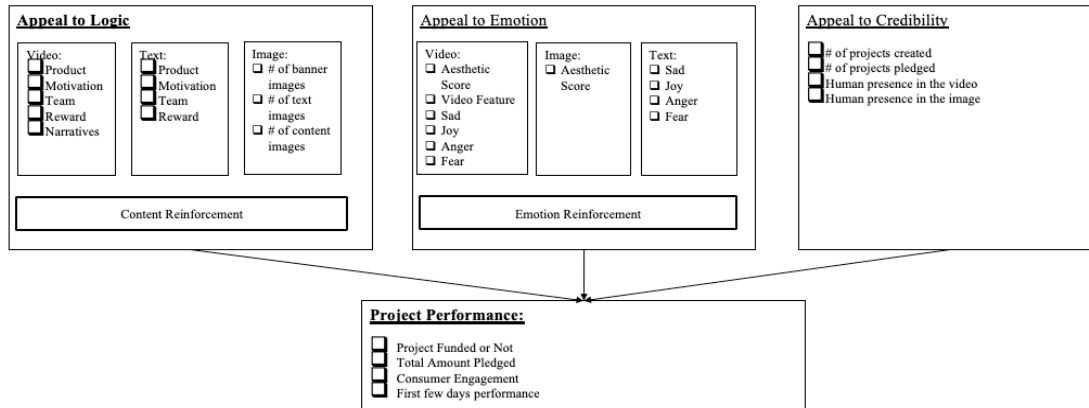 Appeal to Logic
Video:
Product
Motivation
Team
Reward
Narratives
Text:
Product
Motivation
Team
Reward
Image:
# of banner
images
# of text
images
# of content
images
Content Reinforcement
Appeal to Emotion
Video:
Aesthetic
Score
Video Feature
Sad
Joy
Anger
Fear
Image:
Aesthetic
Score
Text:
Sad
Joy
Anger
Fear
Emotion Reinforcement
Appeal to Credibility
# of projects created
# of projects pledged
Human presence in the video
Human presence in the image
Project Performance:
Project Funded or Not
Total Amount Pledged
Consumer Engagement
First few days performance